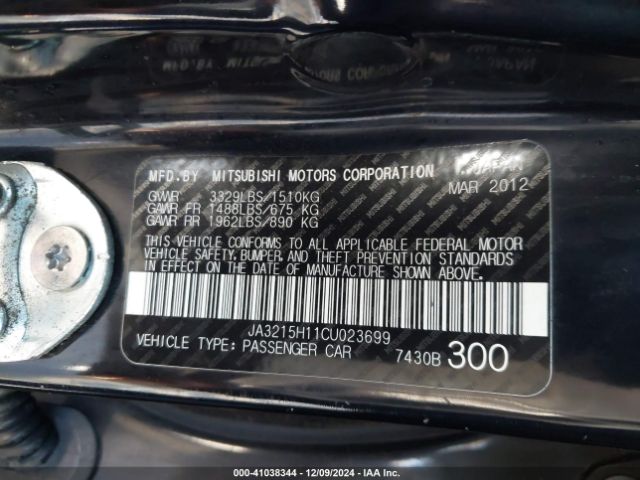 MFD.BY MITSUBISHI MOTORS CORPORATION JAPAN
MAR 2012
GVWR 3329LBS/1510KG
GAWR FR 1488LBS/675 KG
GAWR RR 1962LBS/890 KG
THIS VEHICLE CONFORMS TO ALL APPLICABLE FEDERAL MOTOR
VEHICLE SAFETY, BUMPER, AND THEFT PREVENTION STANDARDS
IN EFFECT ON THE DATE OF MANUFACTURE SHOWN ABOVE.
JA3215H11CU023699
VEHICLE TYPE: PASSENGER CAR 7430B 300
000-41038344 / 12/09/2024 - IAA Inc.